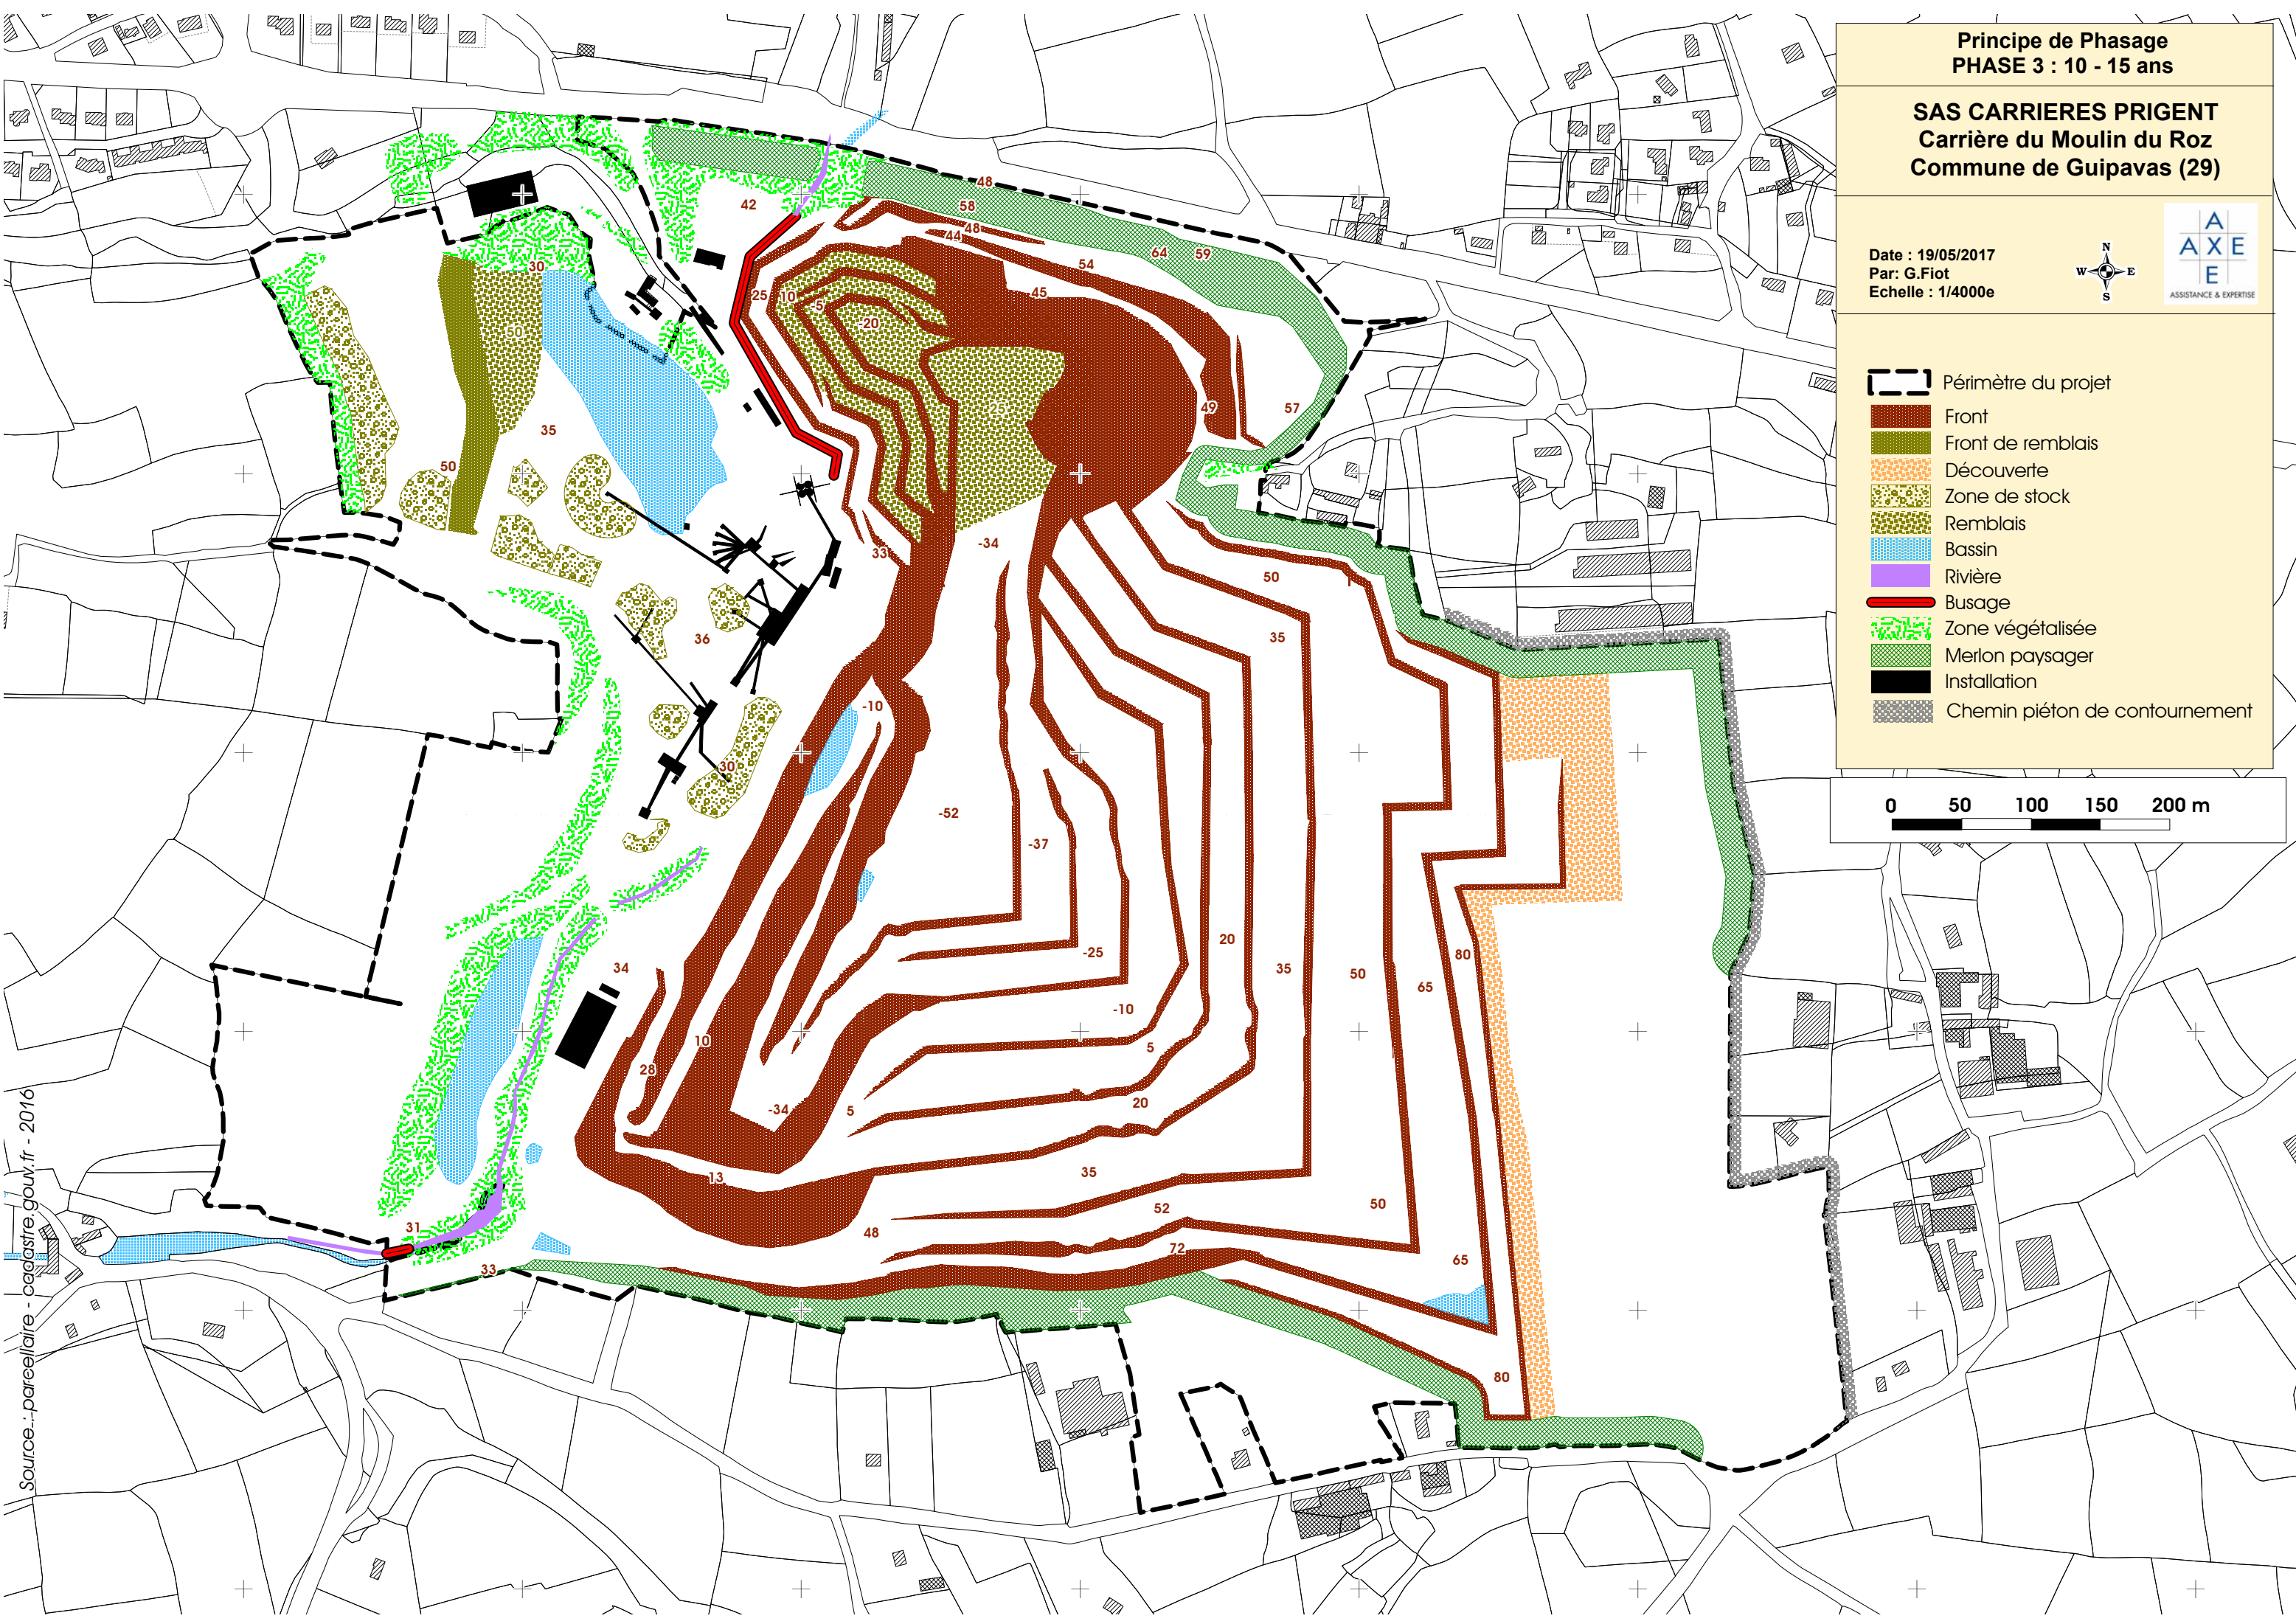 Principe de Phasage
PHASE 3 : 10 - 15 ans
SAS CARRIERES PRIGENT
Carrière du Moulin du Roz
Commune de Guipavas (29)
Date : 19/05/2017
Par: G.Fiot
Echelle : 1/4000e
N
W E
S
A
A X E
E
ASSISTANCE & EXPERTISE
Périmètre du projet
Front
Front de remblais
Découverte
Zone de stock
Remblais
Bassin
Rivière
Busage
Zone végétalisée
Merlon paysager
Installation
Chemin piéton de contournement
0 50 100 150 200 m
48
42
58
48
44
64
59
54
30
45
25
10
-5
-20
50
25
49
57
35
50
33
-34
50
35
36
-10
30
-52
-37
80
20
-25
34
35
50
65
-10
10
5
28
-34
5
20
35
13
50
52
31
48
72
65
33
80
Source : parcellaire - cadastre.gouv.fr - 2016